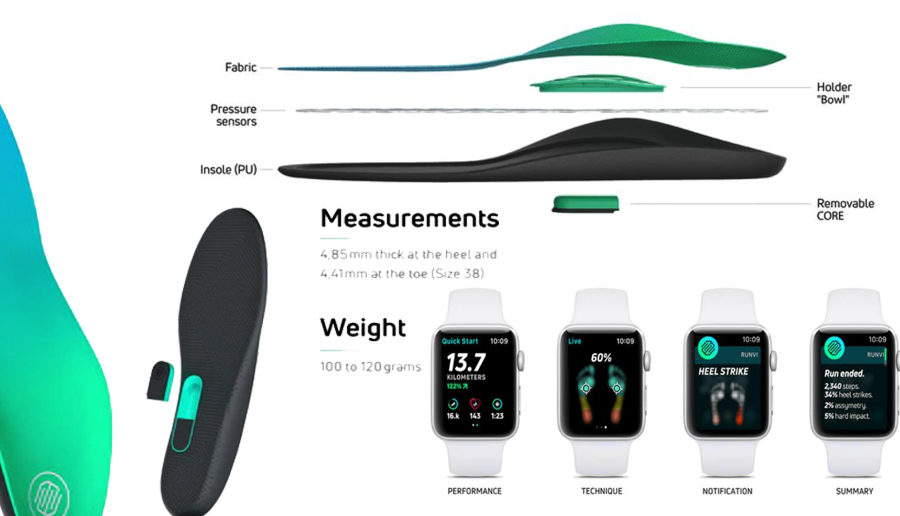 Fabric
Holder
"Bowl"
Pressure
sensors
Insole (PU)
Removable
CORE
Measurements
4,85mm thick at the heel and
4,41mm at the toe (Size 38)
Weight
100 to 120 grams
Quick Start 10:09
13.7
KILOMETERS
122%
16.k 143 1:23
PERFORMANCE
Live 10:09
60%
TECHNIQUE
10:09
RUNVI
HEEL STRIKE
NOTIFICATION
10:09
RUNVI
Run ended.
2,340 steps.
34% heel strikes.
2% assymetry.
5% hard impact.
SUMMARY